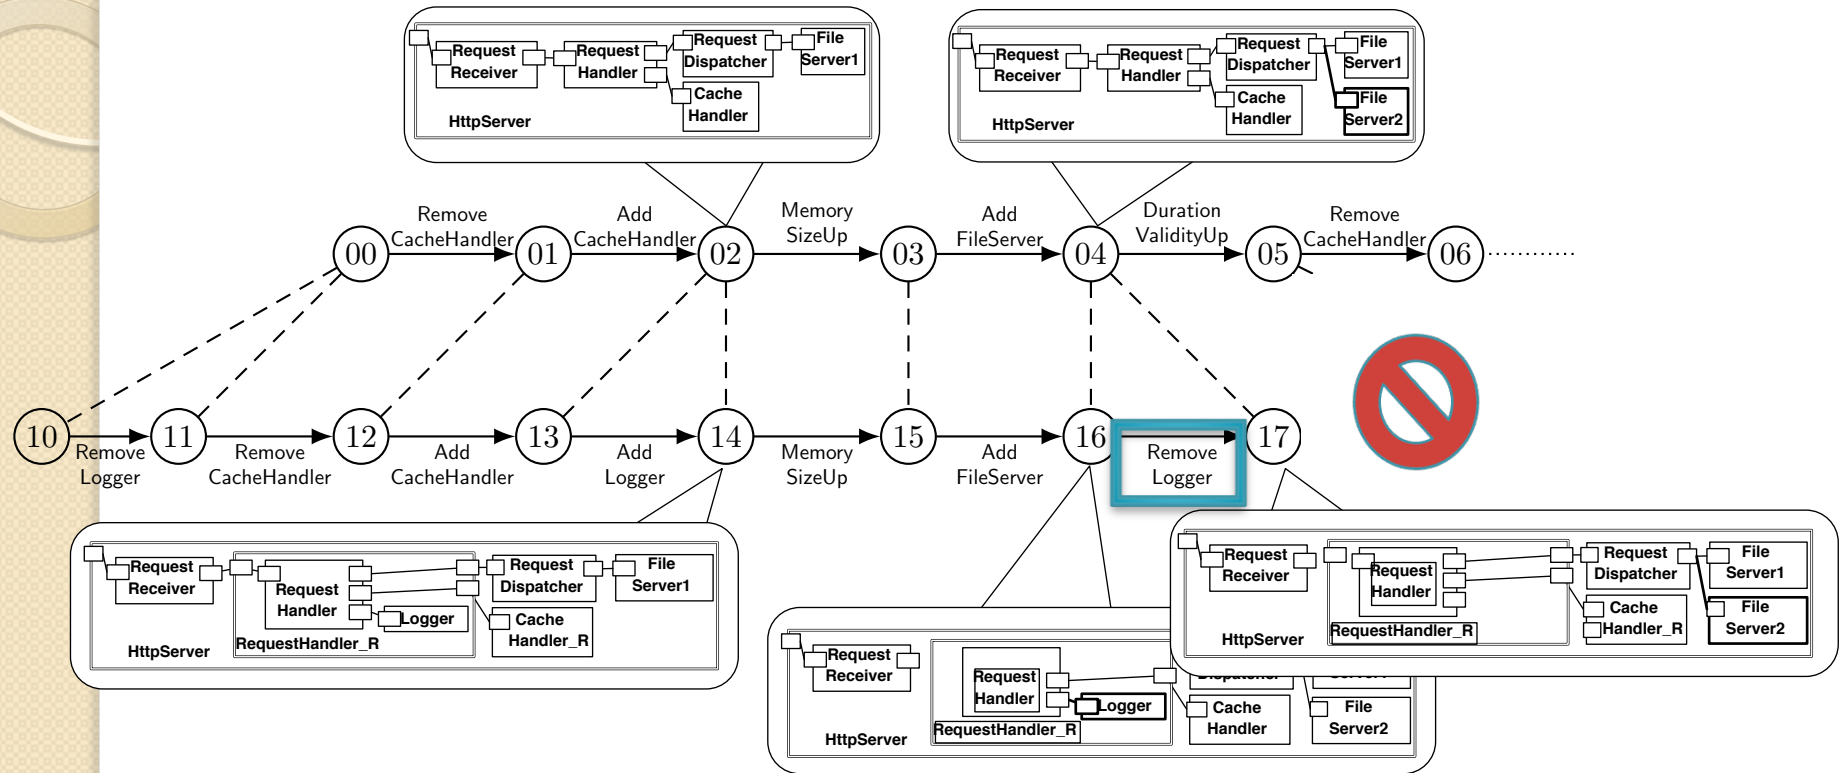 Request
Receiver
Request
Handler
Request
Dispatcher
File
Server1
Cache
Handler
HttpServer
Request
Receiver
Request
Handler
Request
Dispatcher
File
Server1
Cache
Handler
File
Server2
HttpServer
00
Remove
CacheHandler
01
Add
CacheHandler
02
Memory
SizeUp
03
Add
FileServer
04
Duration
ValidityUp
05
Remove
CacheHandler
06
10
Remove
Logger
11
Remove
CacheHandler
12
Add
CacheHandler
13
Add
Logger
14
Memory
SizeUp
15
Add
FileServer
16
Remove
Logger
17
Request
Receiver
Request
Handler
Logger
RequestHandler_R
Request
Dispatcher
File
Server1
Cache
Handler_R
HttpServer
Request
Receiver
Request
Handler
Logger
RequestHandler_R
Dispatcher
Server1
Cache
Handler
File
Server2
HttpServer
Request
Receiver
Request
Handler
RequestHandler_R
Request
Dispatcher
File
Server1
Cache
Handler_R
File
Server2
HttpServer